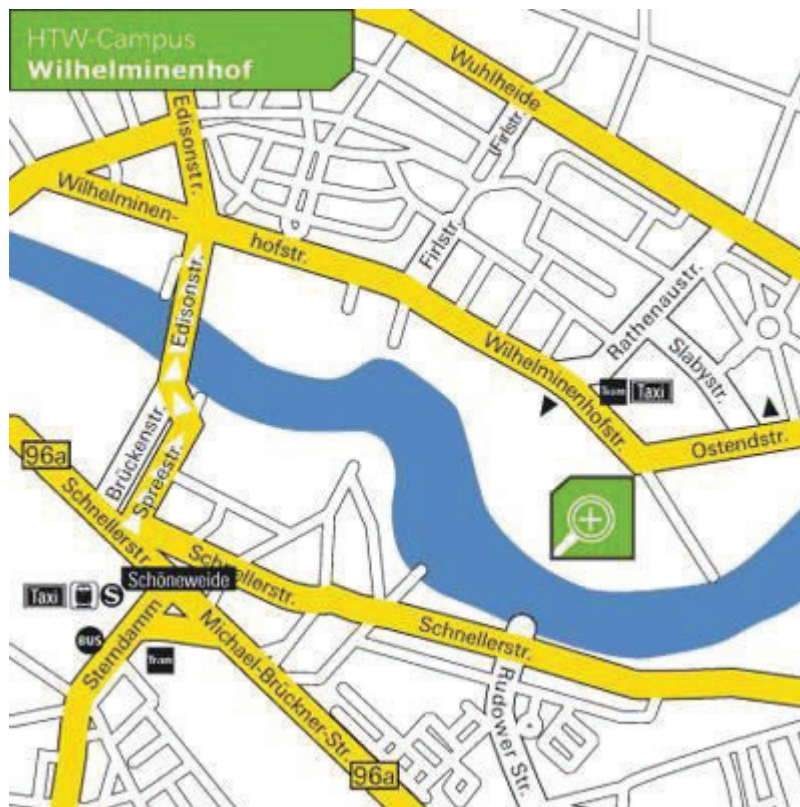 HTW-Campus
Wilhelminenhof
Edisonstr.
Wuhlheide
Firlstr.
Wilhelminen-
hofstr.
Firlstr.
Edisonstr.
Rathenaustr.
Wilhelminenhofstr.
Slabystr.
Tram
Taxi
Ostendstr.
96a
Brückenstr.
Spreestr.
Schnellerstr
Schnellerstr.
Schöneweide
Taxi
S
BUS
Sterndamm
Tram
Schnellerstr.
Michael-Brückner-Str.
Rudower Str.
96a